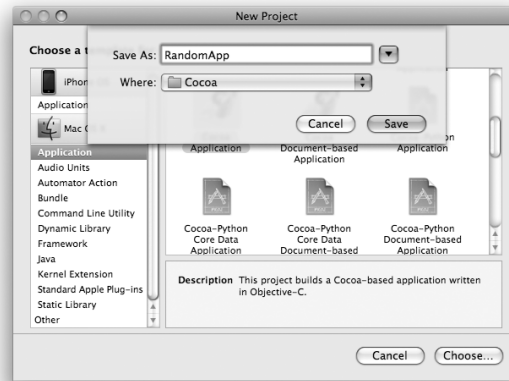 New Project
Choose a
Save As: RandomApp
Where: Cocoa
Cancel
Save
Application
Mac
Application
Audio Units
Automator Action
Bundle
Command Line Utility
Dynamic Library
Framework
Java
Kernel Extension
Standard Apple Plug-ins
Static Library
Other
Application
Document-based
Application
Application
Cocoa-Python
Core Data
Application
Cocoa-Python
Core Data
Document-based
Cocoa-Python
Document-based
Application
Description This project builds a Cocoa-based application written
in Objective-C.
Cancel
Choose...